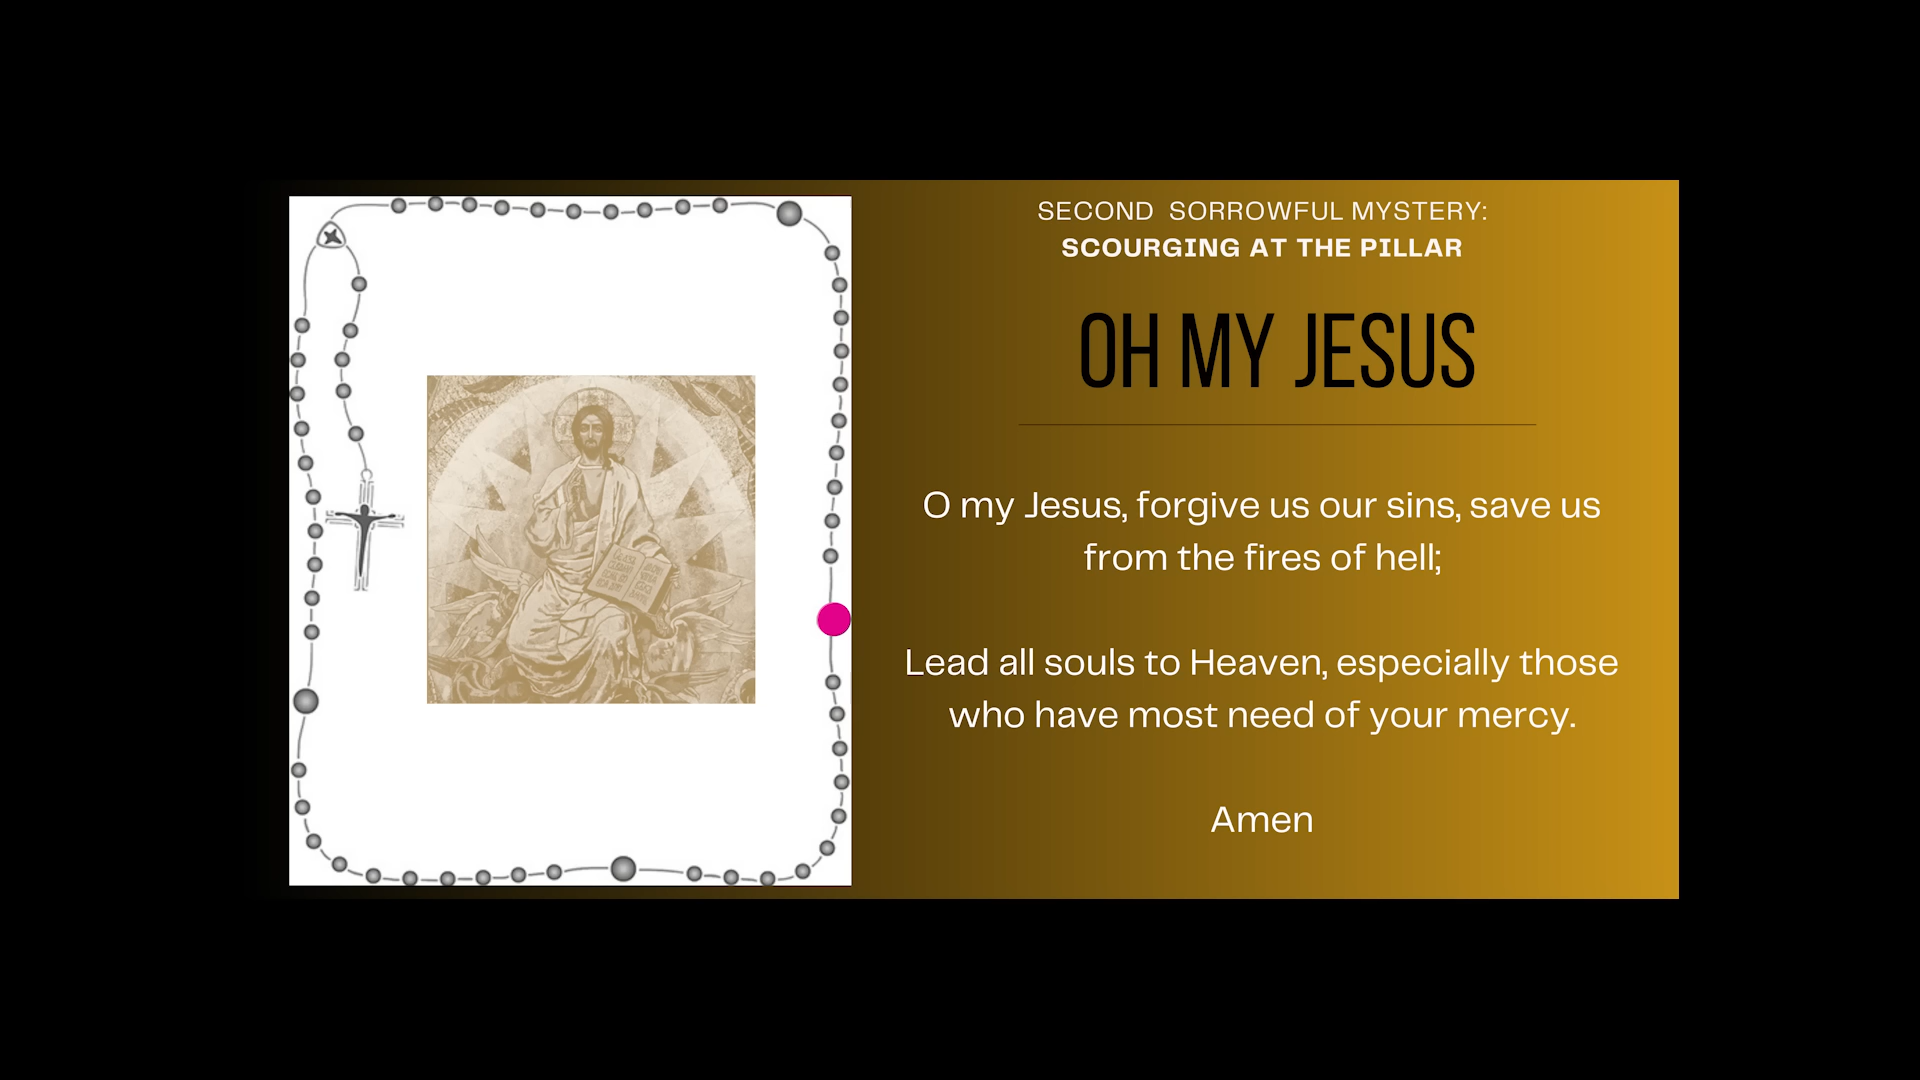 SECOND SORROWFUL MYSTERY:
SCOURGING AT THE PILLAR
OH MY JESUS
O my Jesus, forgive us our sins, save us
from the fires of hell;
Lead all souls to Heaven, especially those
who have most need of your mercy.
Amen